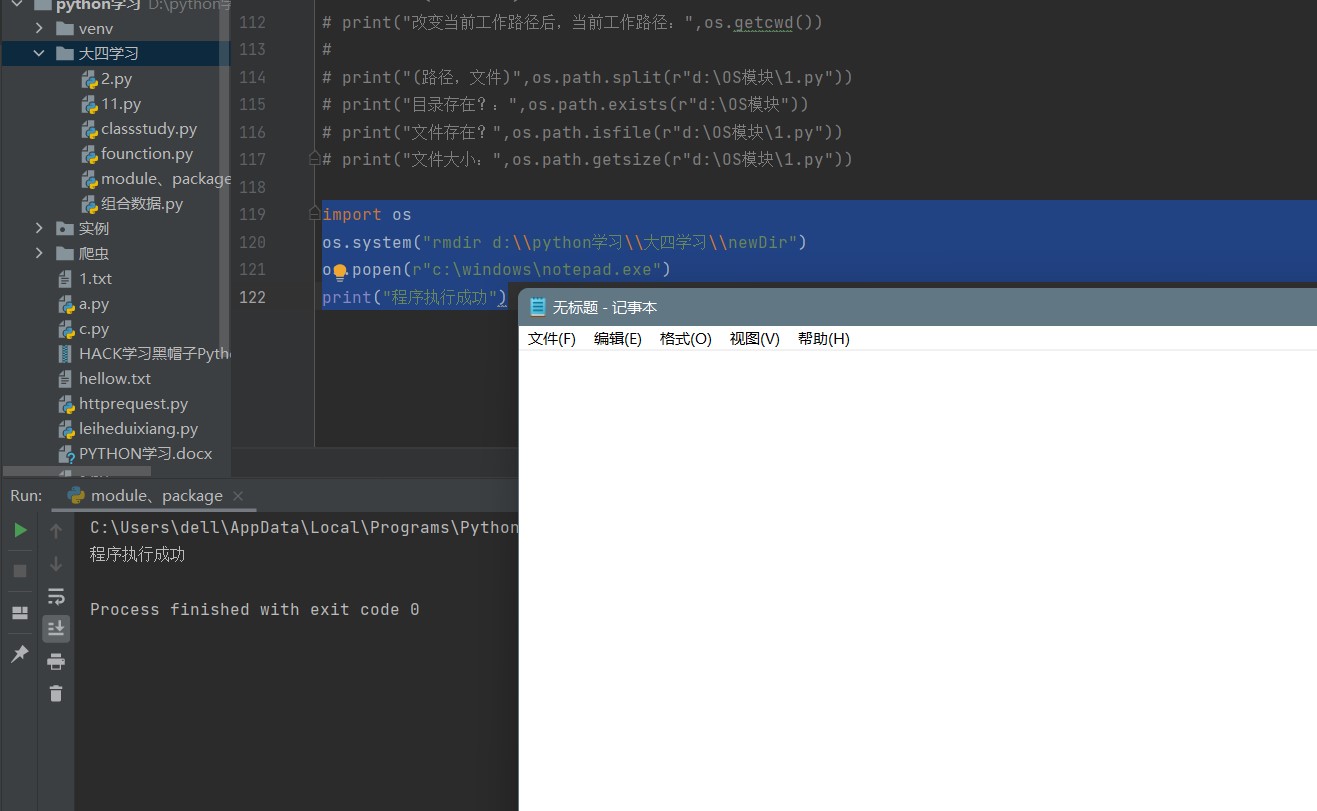 python学习 D:\python学
venv
大四学习
2.py
11.py
classstudy.py
founction.py
module、package
组合数据.py
实例
爬虫
1.txt
a.py
c.py
HACK学习黑帽子Pyth
hellow.txt
httprequest.py
leiheduixiang.py
PYTHON学习.docx
112 # print("改变当前工作路径后，当前工作路径：",os.getcwd())
113 #
114 # print("(路径，文件)",os.path.split(r"d:\OS模块\1.py"))
115 # print("目录存在？：",os.path.exists(r"d:\OS模块"))
116 # print("文件存在？",os.path.isfile(r"d:\OS模块\1.py"))
117 # print("文件大小：",os.path.getsize(r"d:\OS模块\1.py"))
118
119 import os
120 os.system("rmdir d:\\python学习\\大四学习\\newDir")
121 o popen(r"c:\windows\notepad.exe")
122 print("程序执行成功")
无标题 - 记事本
文件(F) 编辑(E) 格式(O) 视图(V) 帮助(H)
Run: module、package
C:\Users\dell\AppData\Local\Programs\Python
程序执行成功
Process finished with exit code 0